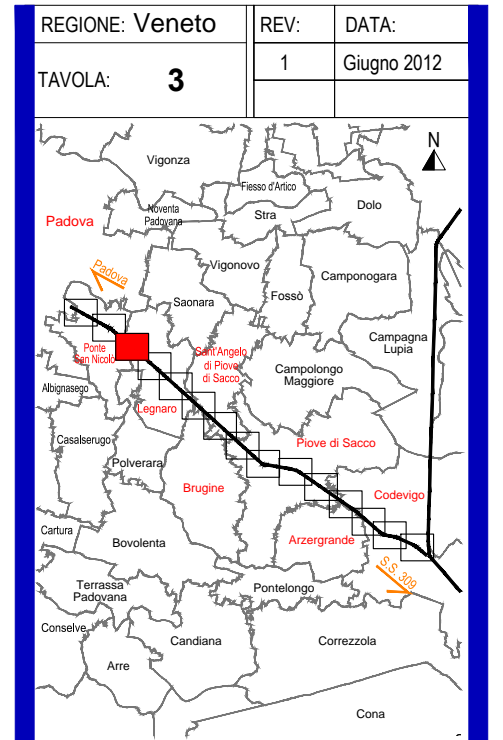 REGIONE: Veneto
REV:
DATA:
TAVOLA: 3
1
Giugno 2012
N
Vigonza
Fiesso d'Artico
Noventa
Padovana
Stra
Dolo
Padova
Padova
Vigonovo
Camponogara
Saonara
Fossò
Ponte
San Nicolò
Sant'Angelo
di Piove
di Sacco
Campagna
Lupia
Campolongo
Maggiore
Albignasego
Legnaro
Casalserugo
Piove di Sacco
Polverara
Brugine
Codevigo
Cartura
Bovolenta
Arzergrande
S.S. 309
Terrassa
Padovana
Pontelongo
Conselve
Candiana
Correzzola
Arre
Cona